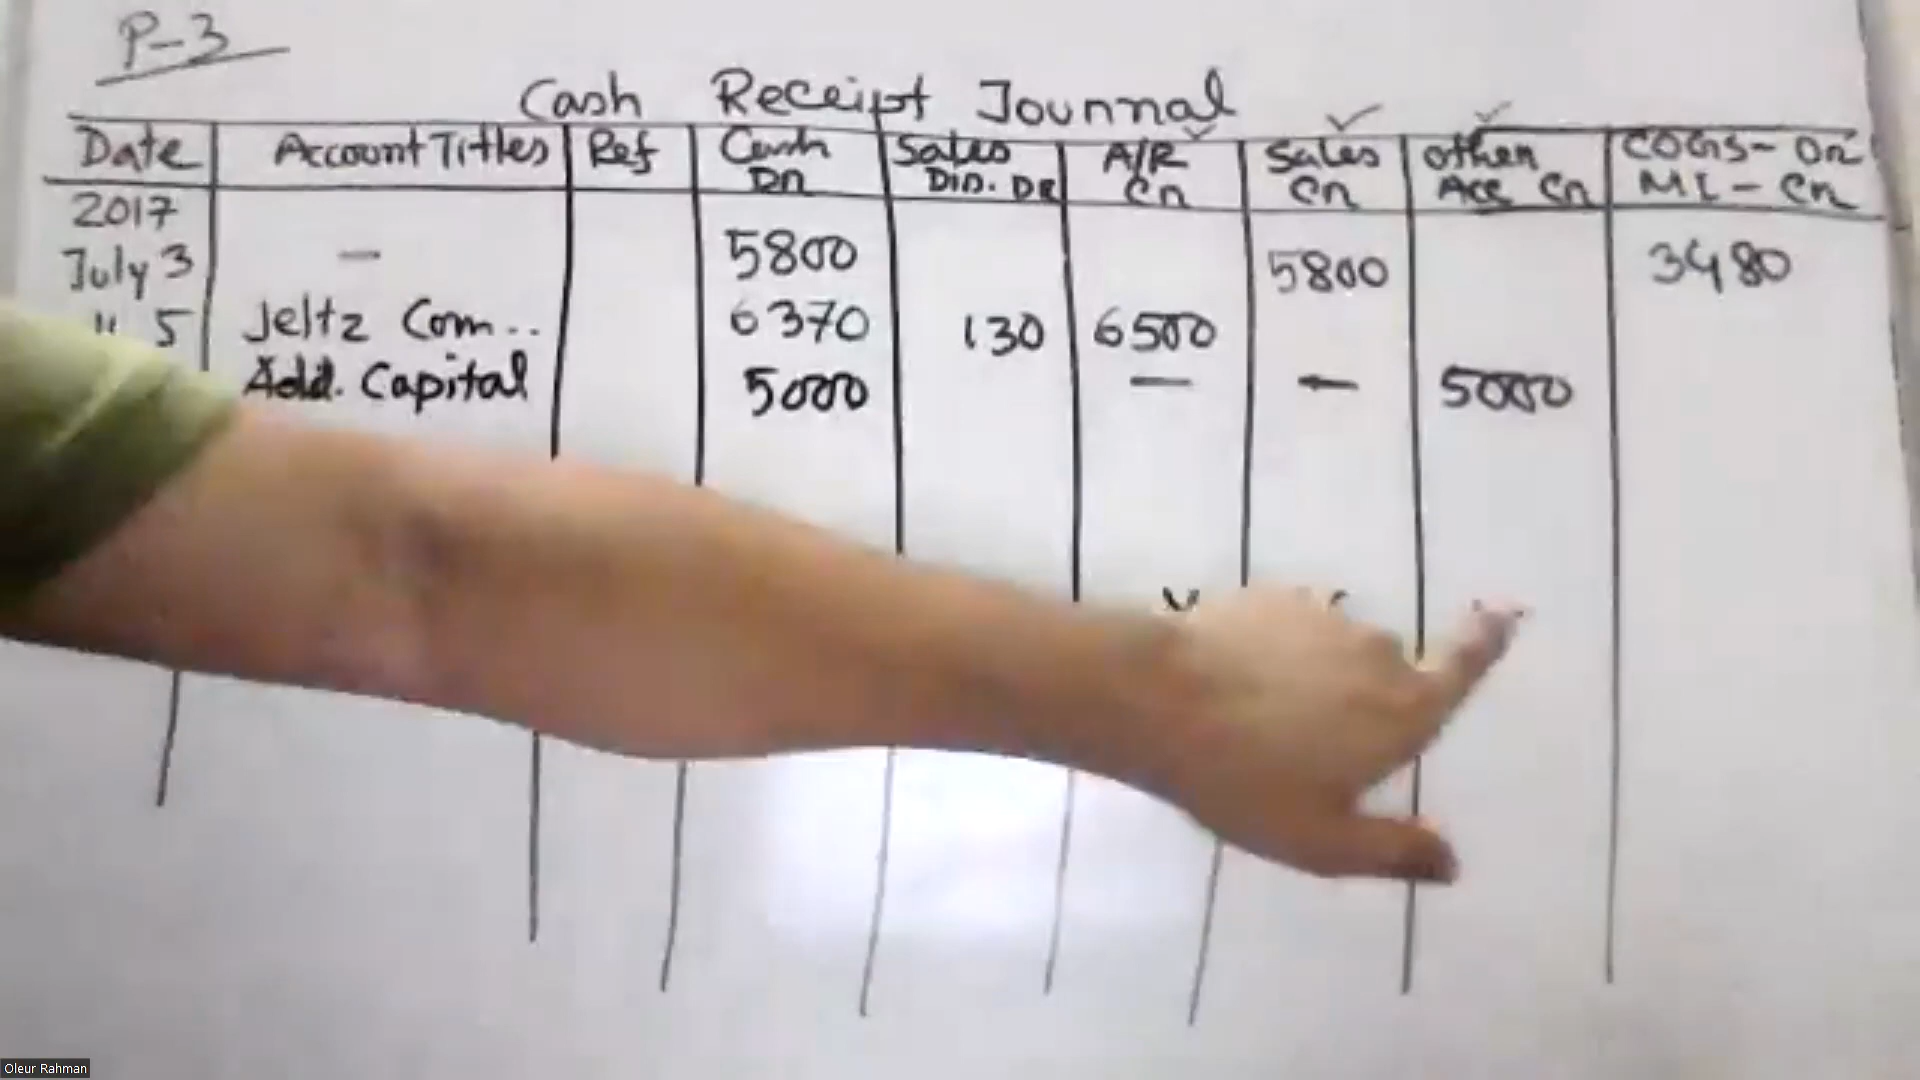 P-3
Cash Receipt Journal
Date Account Titles Ref Cash Dr Sales Dis. Dr A/R Cr Sales Cr Other Acc Cr COGS-Dr MI-Cr
2017
July 3 — 5800 5800 3480
" 5 Jeltz Com.. 6370 130 6500
Add. Capital 5000 — — 5000
Oleur Rahman